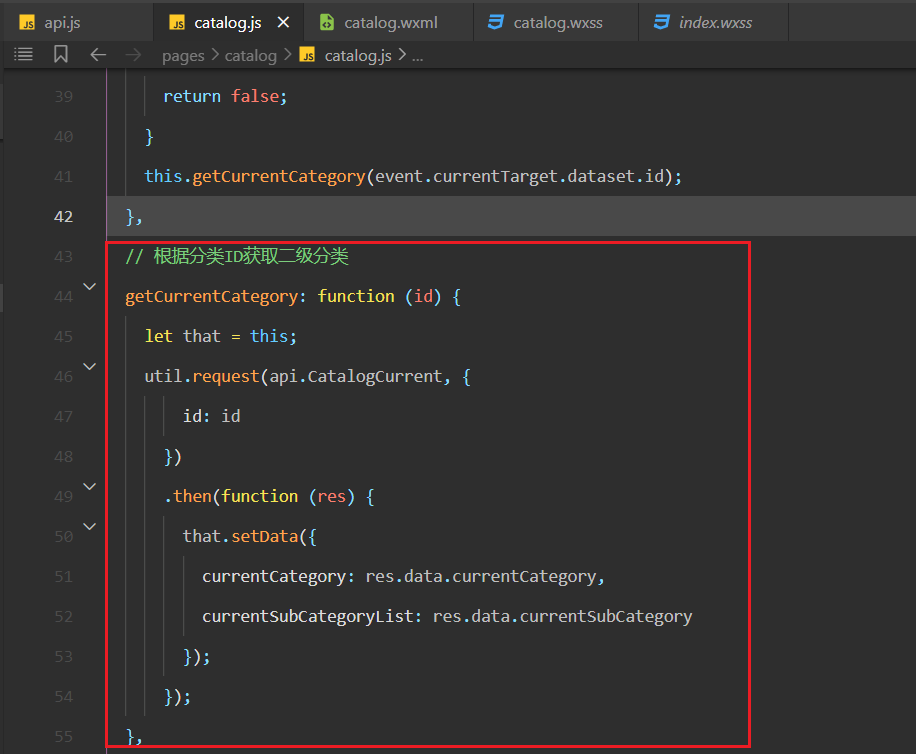 api.js catalog.js catalog.wxml catalog.wxss index.wxss
pages > catalog > catalog.js > ...
39 return false;
40 }
41 this.getCurrentCategory(event.currentTarget.dataset.id);
42 },
43 // 根据分类ID获取二级分类
44 getCurrentCategory: function (id) {
45 let that = this;
46 util.request(api.CatalogCurrent, {
47 id: id
48 })
49 .then(function (res) {
50 that.setData({
51 currentCategory: res.data.currentCategory,
52 currentSubCategoryList: res.data.currentSubCategory
53 });
54 });
55 },